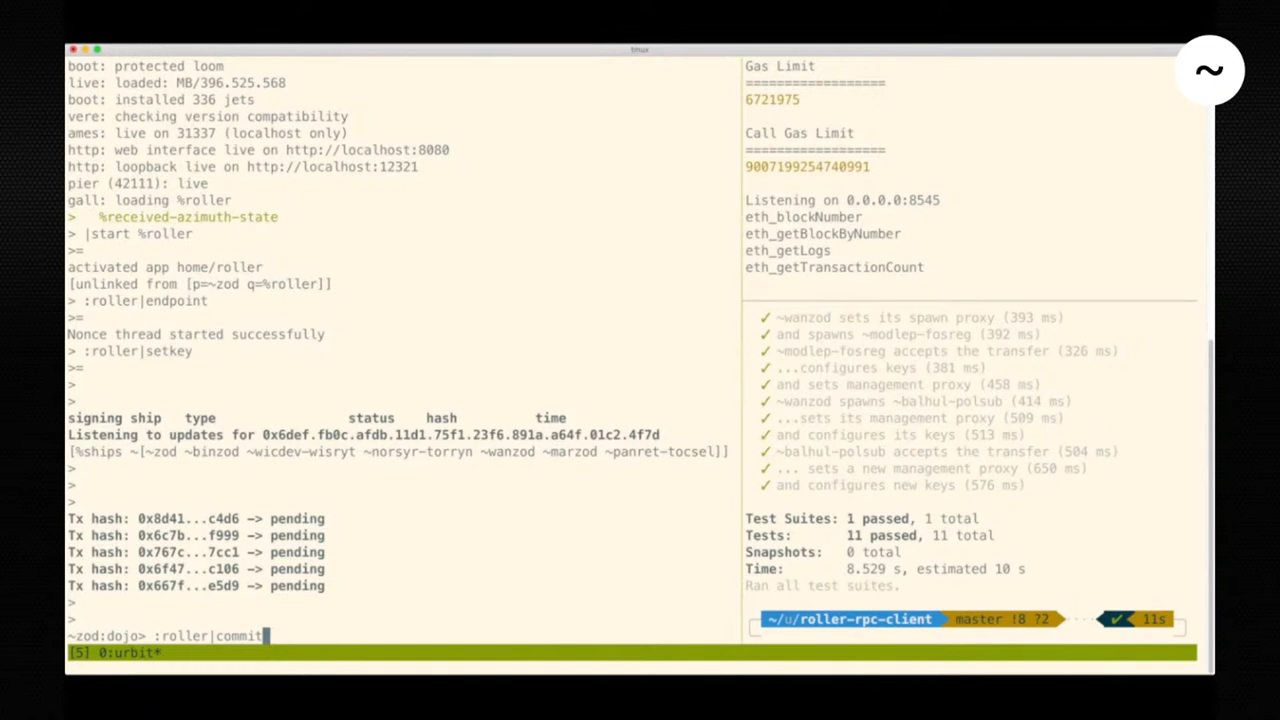 tmux
~
boot: protected loom
live: loaded: MB/396.525.568
boot: installed 336 jets
vere: checking version compatibility
ames: live on 31337 (localhost only)
http: web interface live on http://localhost:8080
http: loopback live on http://localhost:12321
pier (42111): live
gall: loading %roller
>   %received-azimuth-state
> |start %roller
>=
activated app home/roller
[unlinked from [p=~zod q=%roller]]
> :roller|endpoint
>=
Nonce thread started successfully
> :roller|setkey
>=
>
>
signing ship   type                   status    hash           time
Listening to updates for 0x6def.fb0c.afdb.11d1.75f1.23f6.891a.a64f.01c2.4f7d
[%ships ~[~zod ~binzod ~wicdev-wisryt ~norsyr-torryn ~wanzod ~marzod ~panret-tocsel]]
>
>
>
Tx hash: 0x8d41...c4d6 -> pending
Tx hash: 0x6c7b...f999 -> pending
Tx hash: 0x767c...7cc1 -> pending
Tx hash: 0x6f47...c106 -> pending
Tx hash: 0x667f...e5d9 -> pending
>
>
~zod:dojo> :roller|commit
[5] 0:urbit*
Gas Limit
==================
6721975
Call Gas Limit
==================
9007199254740991
Listening on 0.0.0.0:8545
eth_blockNumber
eth_getBlockByNumber
eth_getLogs
eth_getTransactionCount
✓ ~wanzod sets its spawn proxy (393 ms)
✓ and spawns ~modlep-fosreg (392 ms)
✓ ~modlep-fosreg accepts the transfer (326 ms)
✓ ...configures keys (381 ms)
✓ and sets management proxy (458 ms)
✓ ~wanzod spawns ~balhul-polsub (414 ms)
✓ ...sets its management proxy (509 ms)
✓ and configures its keys (513 ms)
✓ ~balhul-polsub accepts the transfer (504 ms)
✓ ... sets a new management proxy (650 ms)
✓ and configures new keys (576 ms)
Test Suites: 1 passed, 1 total
Tests:       11 passed, 11 total
Snapshots:   0 total
Time:        8.529 s, estimated 10 s
Ran all test suites.
~/u/roller-rpc-client master !8 ?2 ···· ✓ 11s